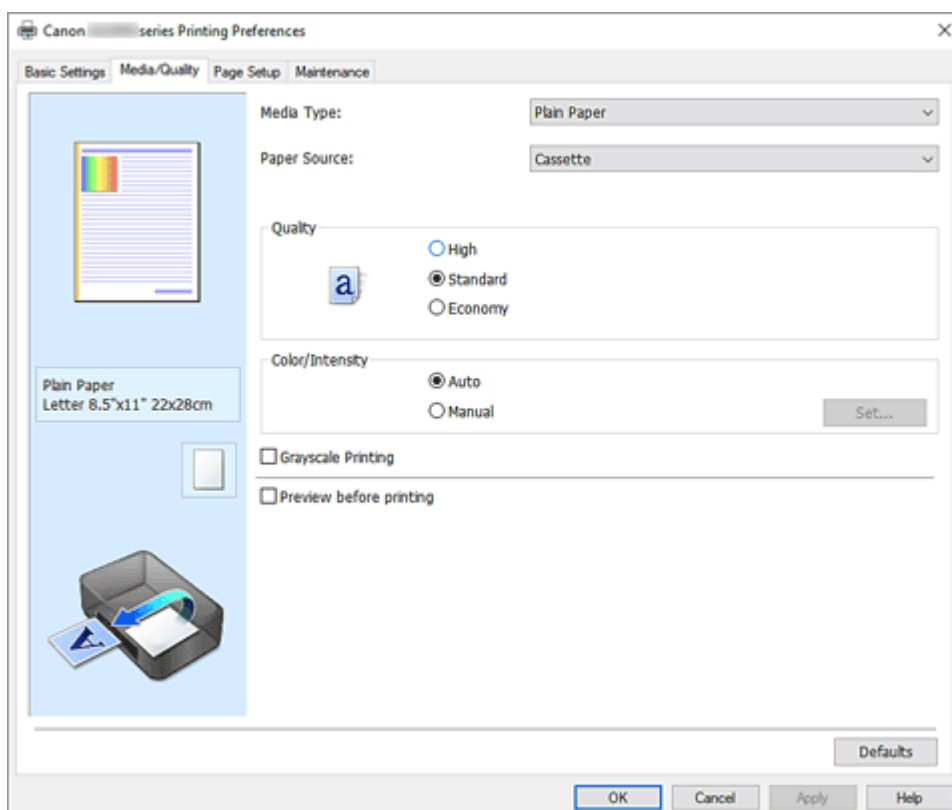 Canon series Printing Preferences
Basic Settings Media/Quality Page Setup Maintenance
Media Type: Plain Paper
Paper Source: Cassette
Quality
High
a Standard
Economy
Color/Intensity
Auto
Plain Paper
Letter 8.5"x11" 22x28cm
Manual Set...
Grayscale Printing
Preview before printing
A
Defaults
OK Cancel Apply Help